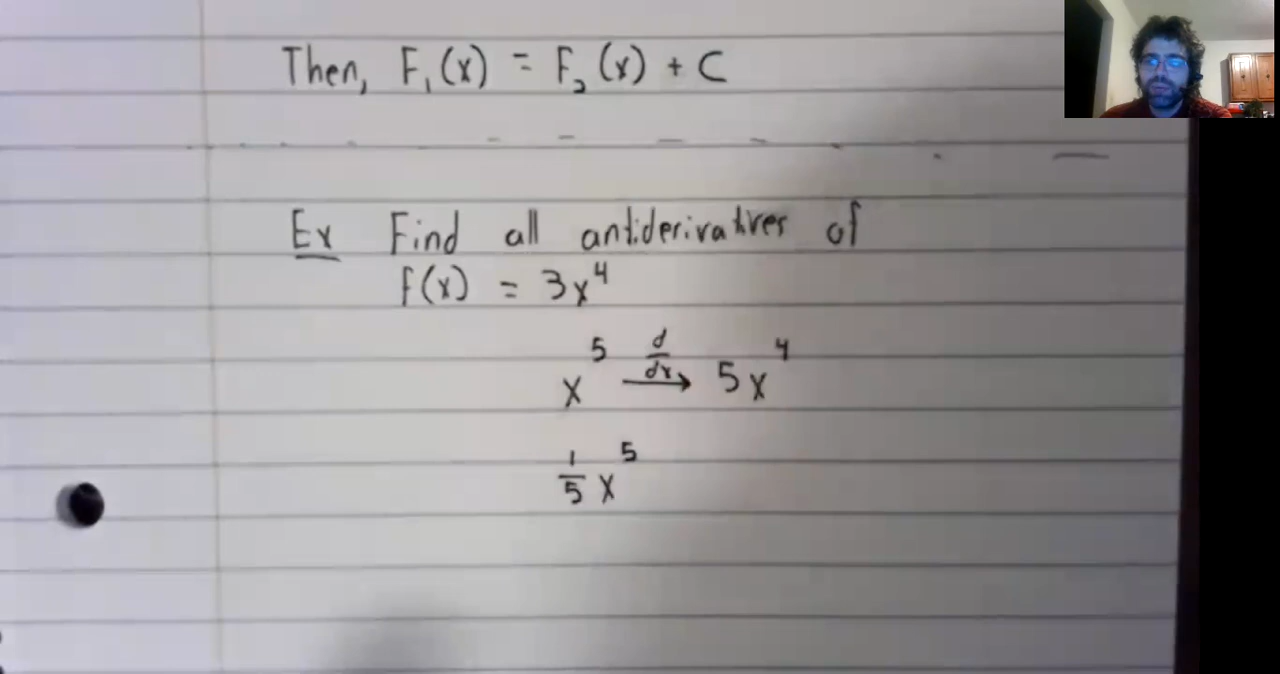 Then, F₁(x) = F₂(x) + C
Ex Find all antiderivatives of
f(x) = 3x⁴
x⁵ d/dx → 5x⁴
1/5 x⁵